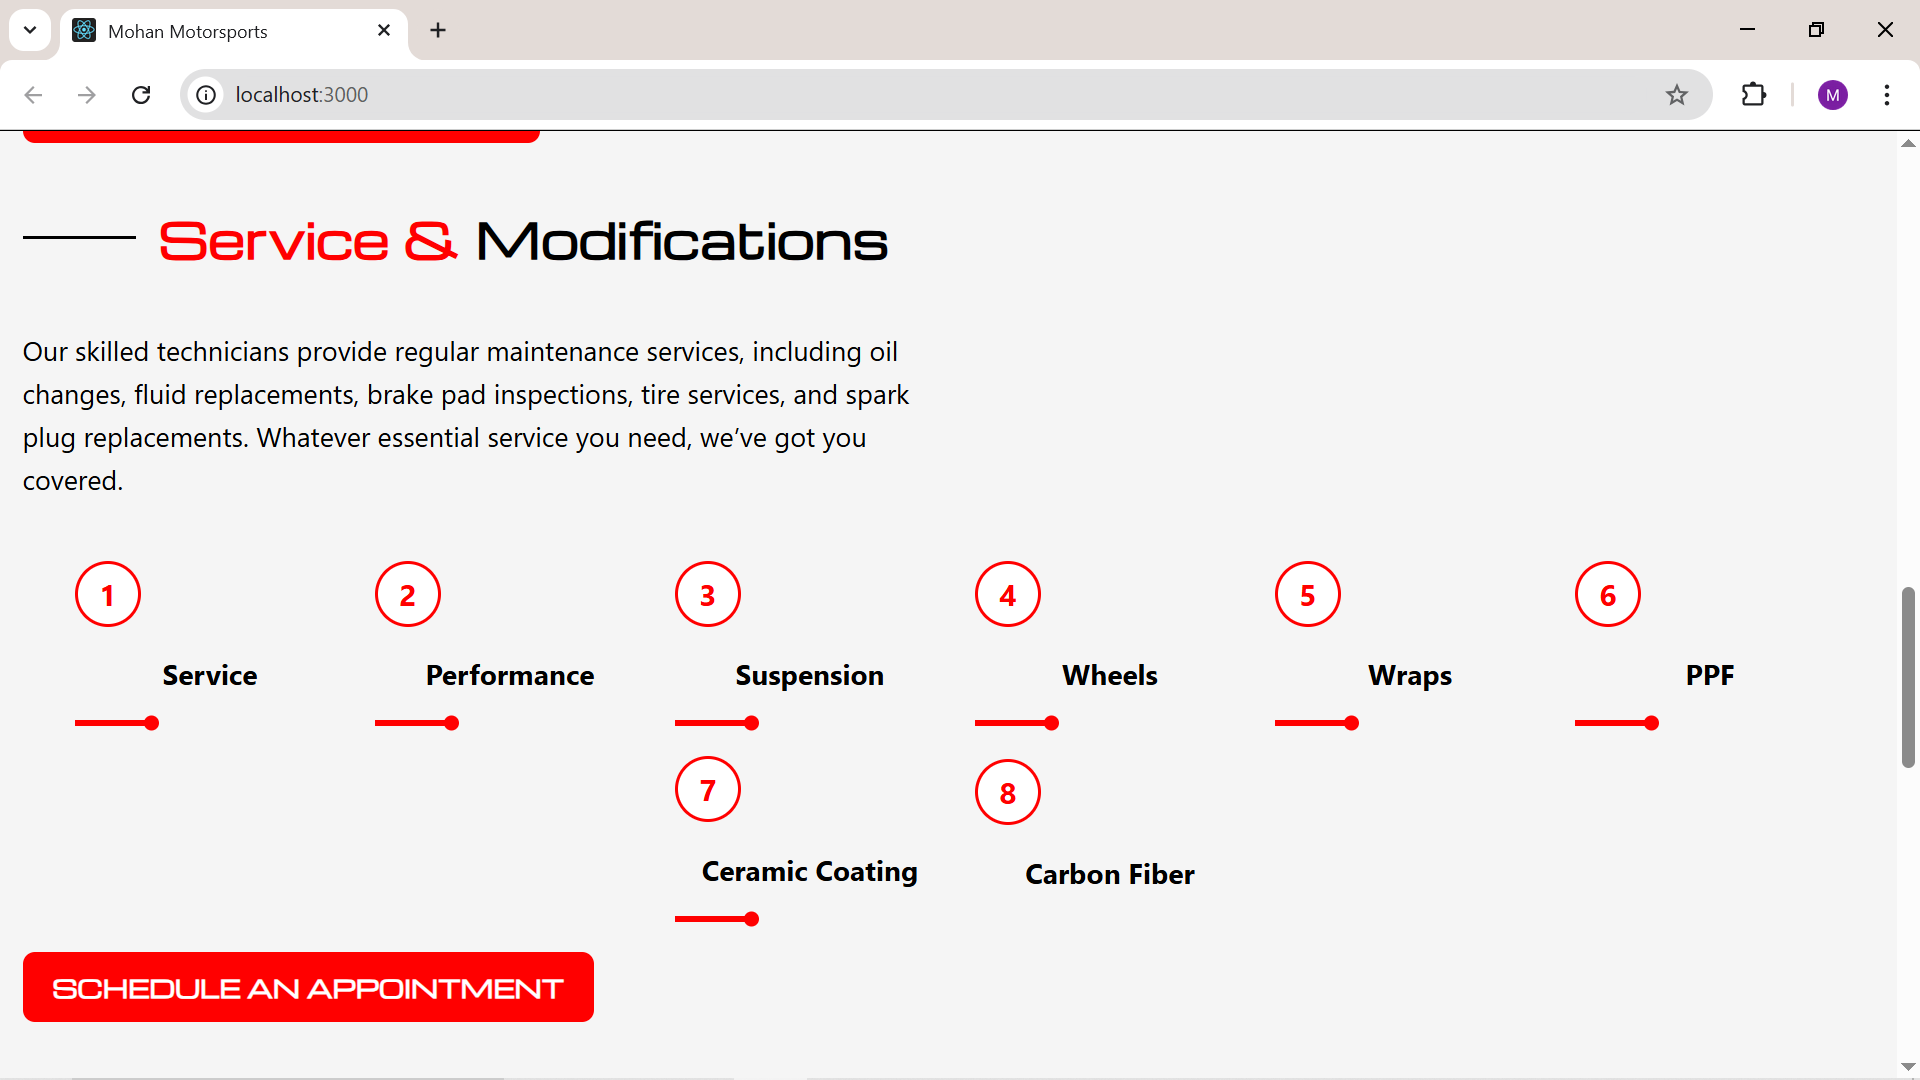 Mohan Motorsports
localhost:3000
M
Service & Modifications
Our skilled technicians provide regular maintenance services, including oil
changes, fluid replacements, brake pad inspections, tire services, and spark
plug replacements. Whatever essential service you need, we’ve got you
covered.
1 2 3 4 5 6
Service Performance Suspension Wheels Wraps PPF
7 8
Ceramic Coating Carbon Fiber
SCHEDULE AN APPOINTMENT